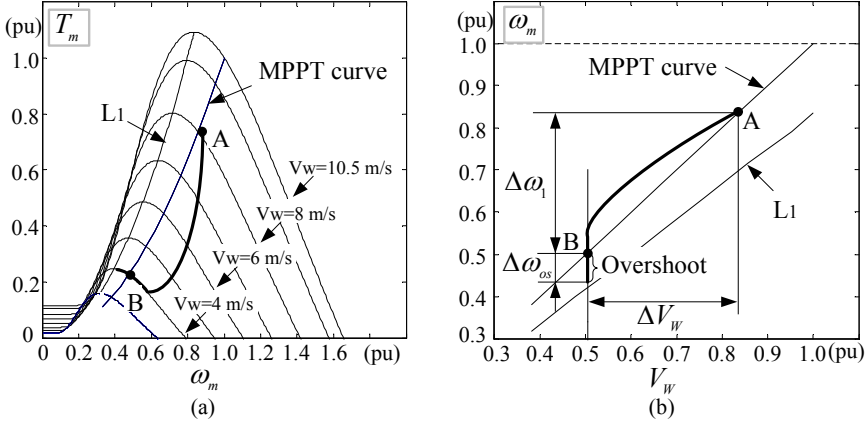 (pu)
T_m
1.0
0.8
0.6
0.4
0.2
0
0 0.2 0.4 0.6 0.8 1.0 1.2 1.4 1.6
(pu)
ω_m
(a)
MPPT curve
L1
A
B
Vw=10.5 m/s
Vw=8 m/s
Vw=6 m/s
Vw=4 m/s
(pu)
ω_m
1.0
0.9
0.8
0.7
0.6
0.5
0.4
0.3
0.3 0.4 0.5 0.6 0.7 0.8 0.9 1.0
(pu)
V_W
(b)
MPPT curve
A
L1
Δω_1
B
Δω_os
Overshoot
ΔV_W